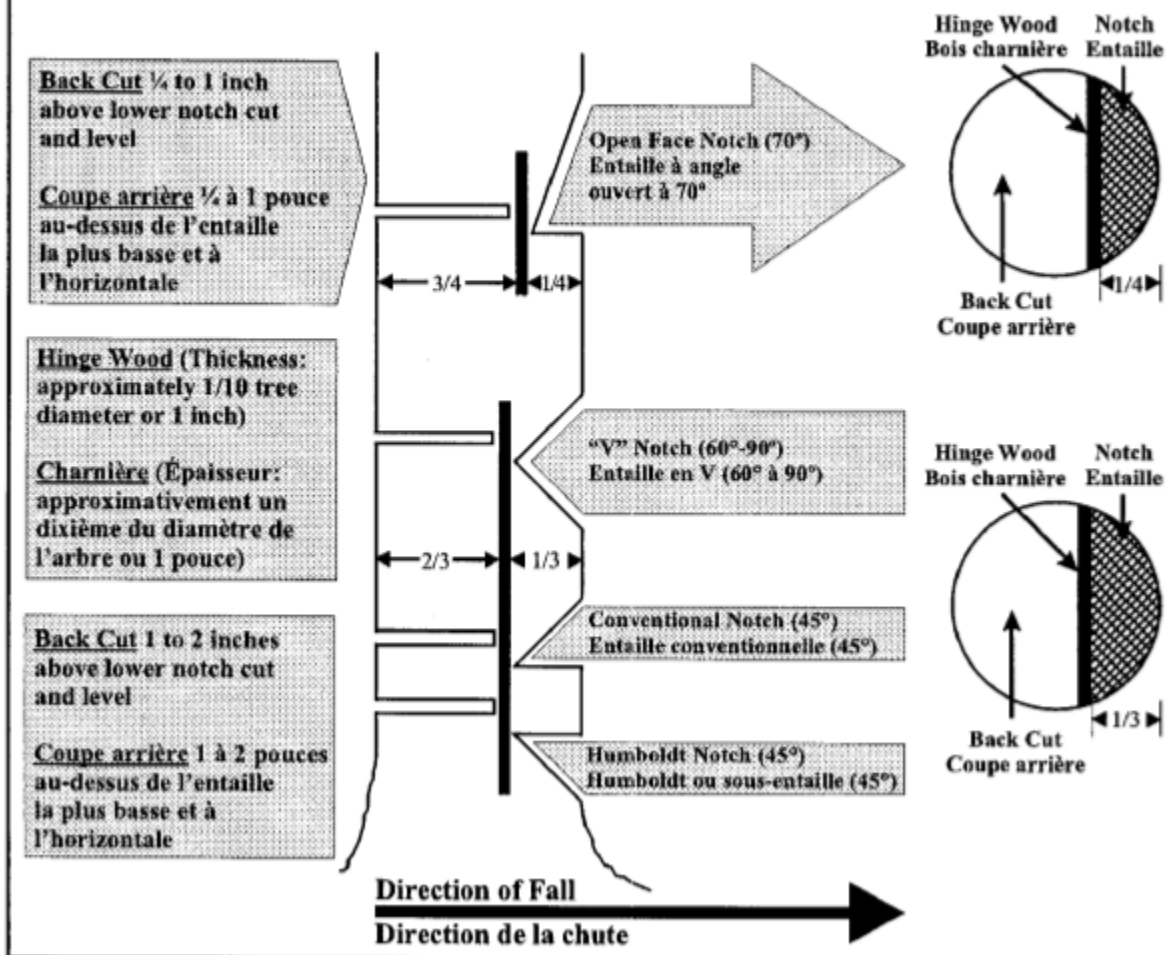 Back Cut ¼ to 1 inch
above lower notch cut
and level
Coupe arrière ¼ à 1 pouce
au-dessus de l'entaille
la plus basse et à
l'horizontale
Hinge Wood (Thickness:
approximately 1/10 tree
diameter or 1 inch)
Charnière (Épaisseur:
approximativement un
dixième du diamètre de
l'arbre ou 1 pouce)
Back Cut 1 to 2 inches
above lower notch cut
and level
Coupe arrière 1 à 2 pouces
au-dessus de l'entaille
la plus basse et à
l'horizontale
3/4
1/4
2/3
1/3
Open Face Notch (70°)
Entaille à angle
ouvert à 70°
"V" Notch (60°-90°)
Entaille en V (60° à 90°)
Conventional Notch (45°)
Entaille conventionnelle (45°)
Humboldt Notch (45°)
Humboldt ou sous-entaille (45°)
Hinge Wood
Bois charnière
Notch
Entaille
1/4
Back Cut
Coupe arrière
Hinge Wood
Bois charnière
Notch
Entaille
1/3
Back Cut
Coupe arrière
Direction of Fall
Direction de la chute